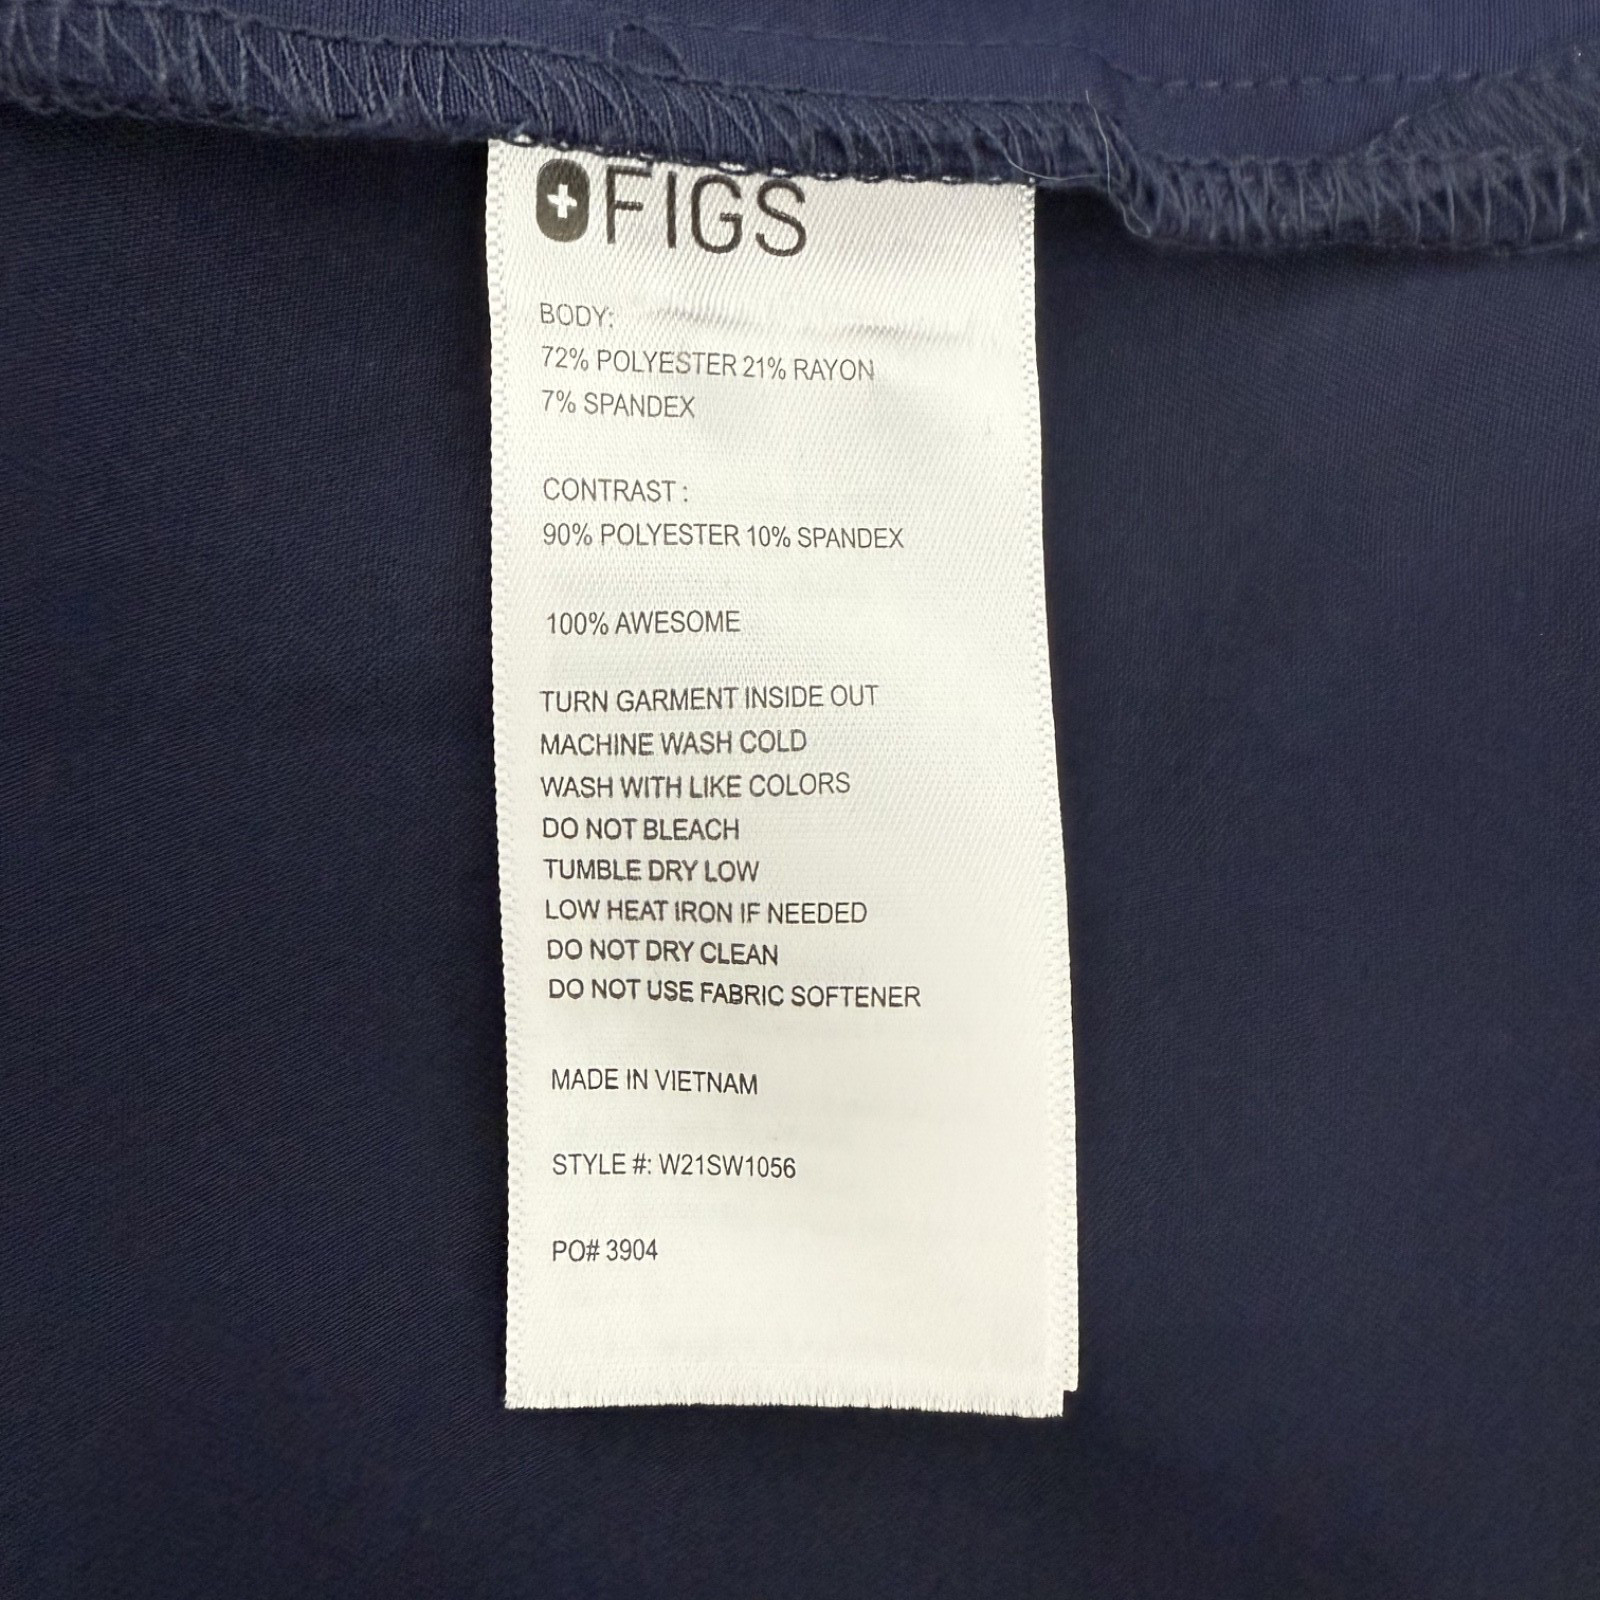 FIGS
BODY:
72% POLYESTER 21% RAYON
7% SPANDEX
CONTRAST :
90% POLYESTER 10% SPANDEX
100% AWESOME
TURN GARMENT INSIDE OUT
MACHINE WASH COLD
WASH WITH LIKE COLORS
DO NOT BLEACH
TUMBLE DRY LOW
LOW HEAT IRON IF NEEDED
DO NOT DRY CLEAN
DO NOT USE FABRIC SOFTENER
MADE IN VIETNAM
STYLE #: W21SW1056
PO# 3904